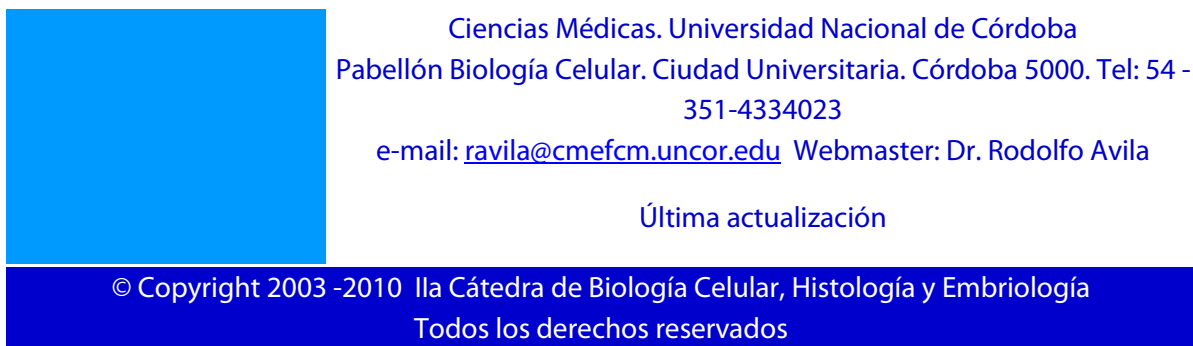 Ciencias Médicas. Universidad Nacional de Córdoba
Pabellón Biología Celular. Ciudad Universitaria. Córdoba 5000. Tel: 54 -
351-4334023
e-mail: ravila@cmefcm.uncor.edu Webmaster: Dr. Rodolfo Avila
Última actualización
© Copyright 2003 -2010 IIa Cátedra de Biología Celular, Histología y Embriología
Todos los derechos reservados